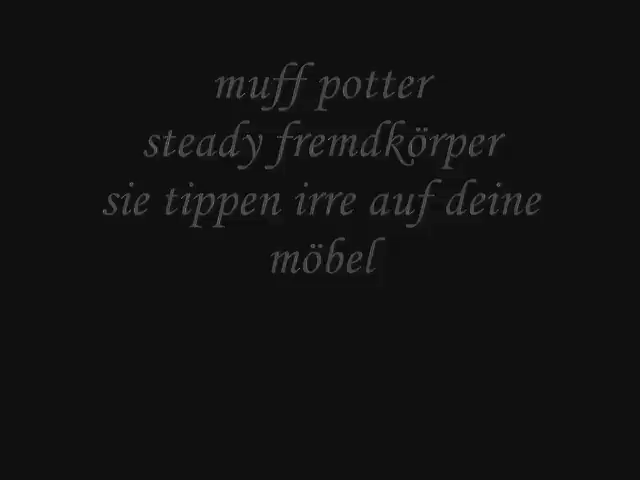 muff potter
steady fremdkörper
sie tippen irre auf deine
möbel